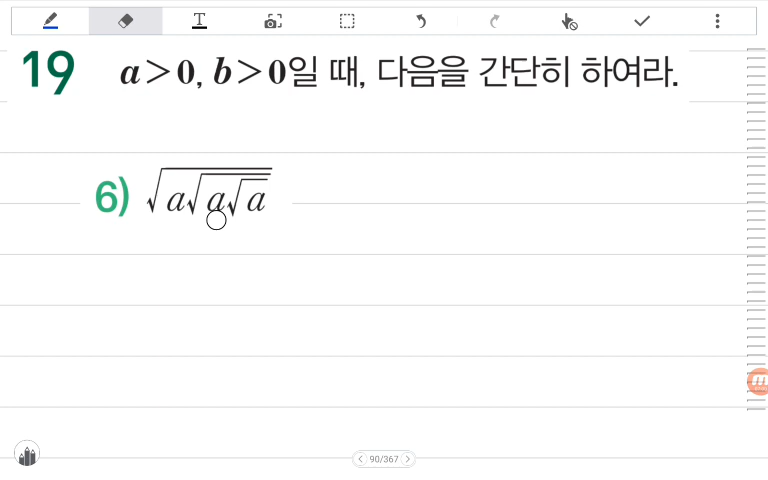 T
19 a>0, b>0일 때, 다음을 간단히 하여라.
6) √(a√(a√a))
90/367